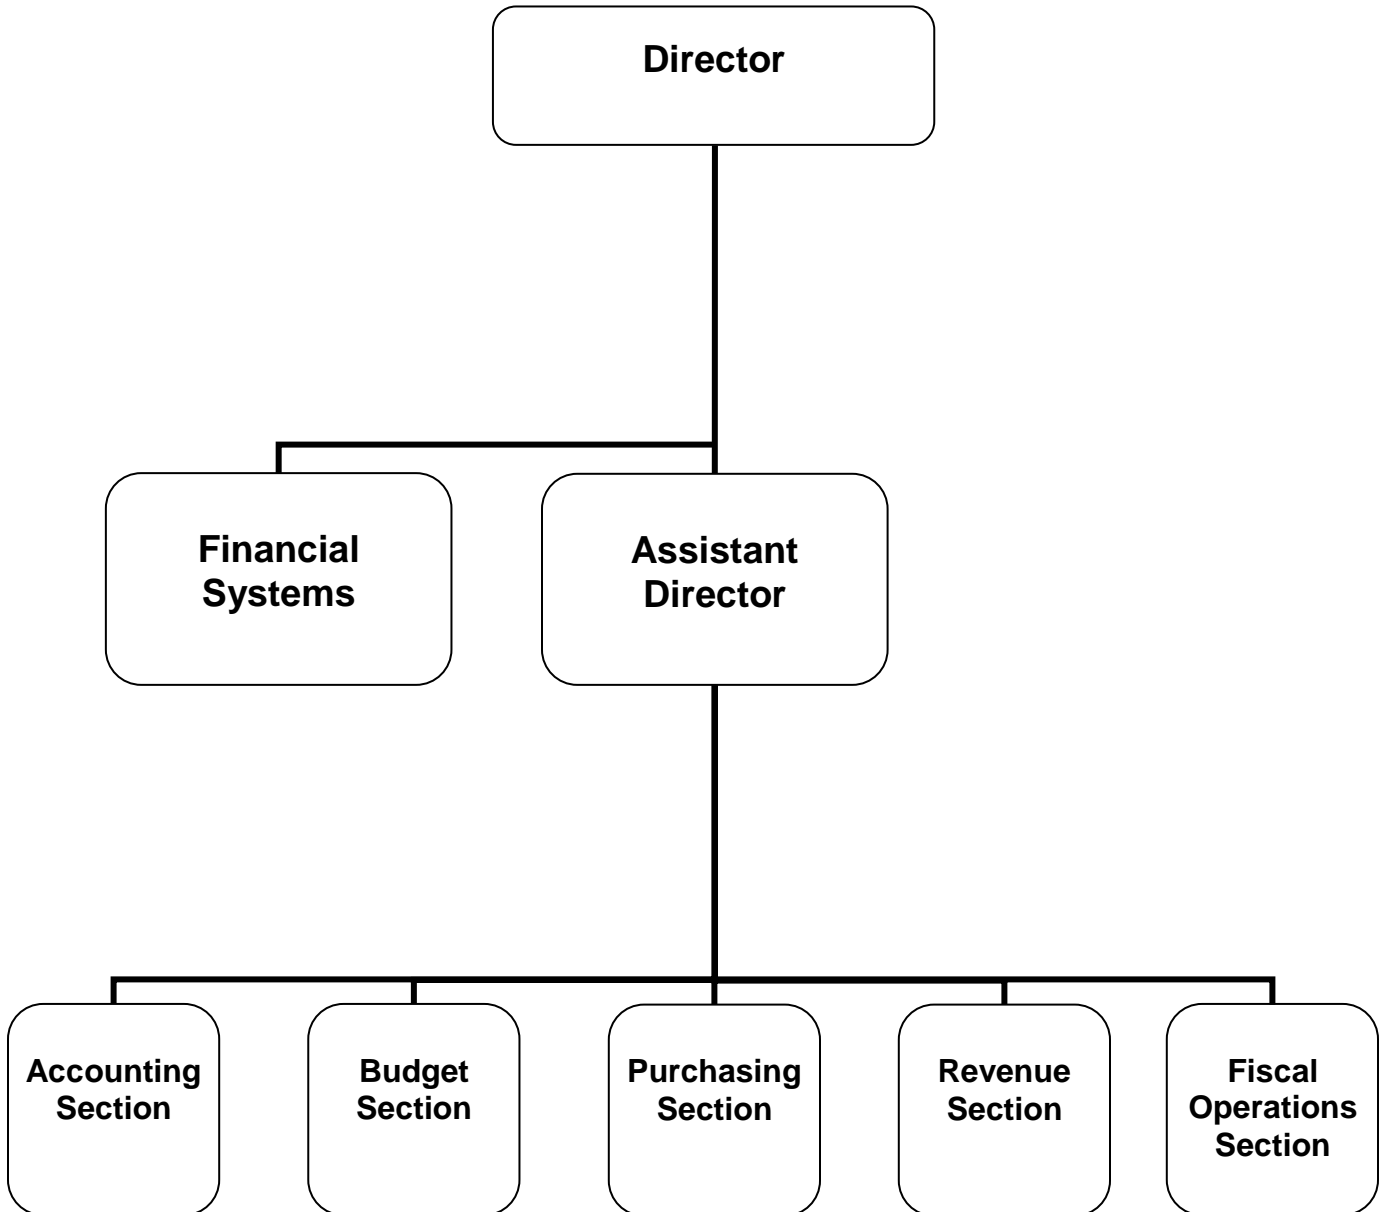 Director
Financial
Systems
Assistant
Director
Accounting
Section
Budget
Section
Purchasing
Section
Revenue
Section
Fiscal
Operations
Section